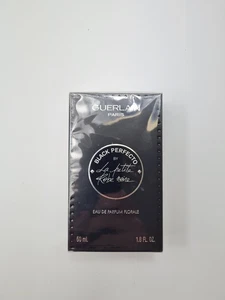 GUERLAIN
PARIS
BLACK PERFECTO
BY
La petite
Robe noire
EAU DE PARFUM FLORALE
50 mL 1.6 FL. OZ.